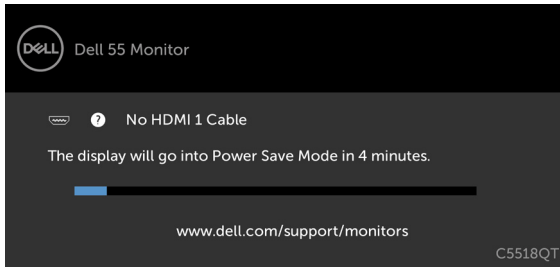 DELL
Dell 55 Monitor
? No HDMI 1 Cable
The display will go into Power Save Mode in 4 minutes.
www.dell.com/support/monitors
C5518QT